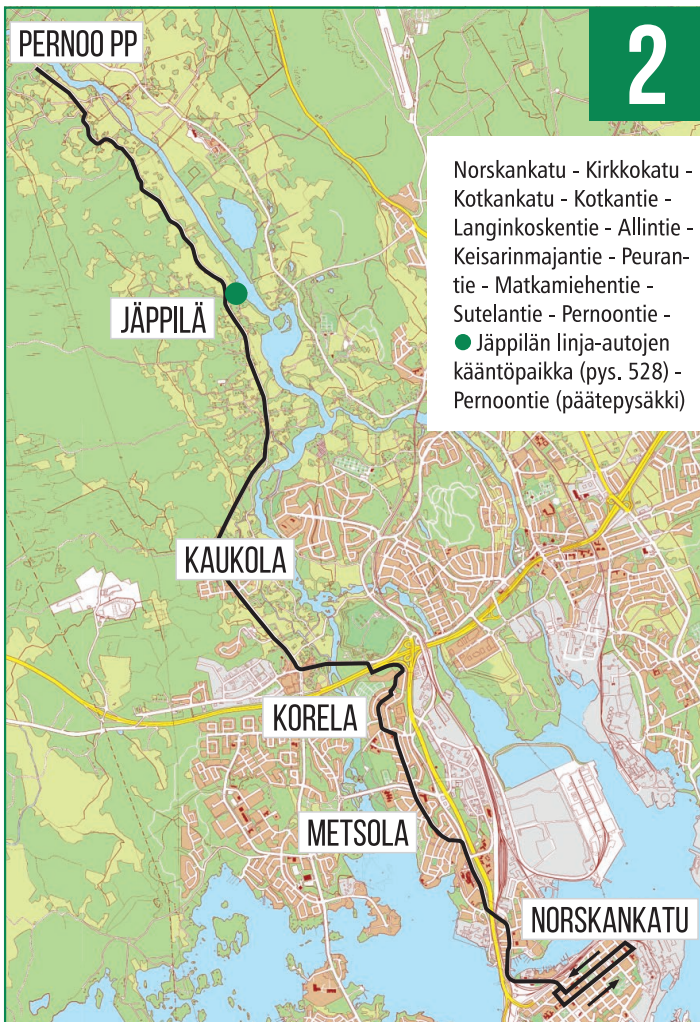 PERNOO PP
2
Norskankatu - Kirkkokatu -
Kotkankatu - Kotkantie -
Langinkoskentie - Allintie -
Keisarinmajantie - Peuran-
tie - Matkamiehentie -
Sutelantie - Pernoontie -
Jäppilän linja-autojen
kääntöpaikka (pys. 528) -
Pernoontie (päätepysäkki)
JÄPPILÄ
KAUKOLA
KORELA
METSOLA
NORSKANKATU